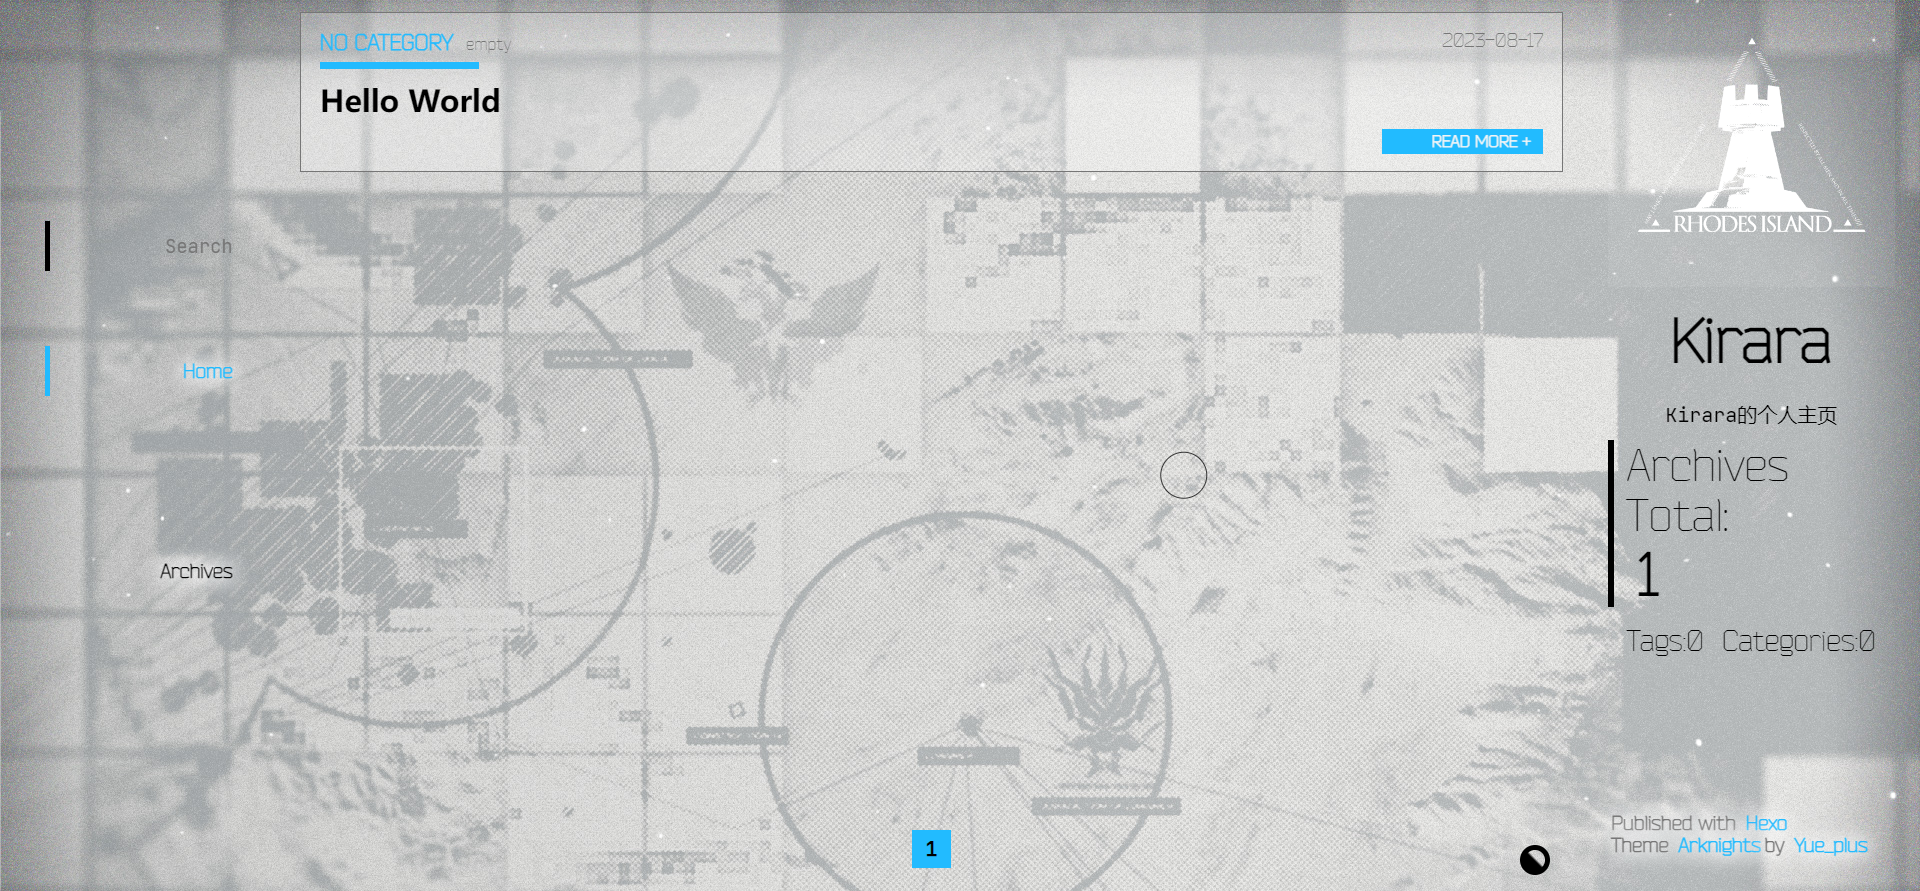 NO CATEGORY empty
2023-08-17
Hello World
READ MORE +
Search
Home
Archives
RHODES ISLAND
Kirara
Kirara的个人主页
Archives
Total:
1
Tags:0 Categories:0
1
Published with Hexo
Theme Arknights by Yue_plus